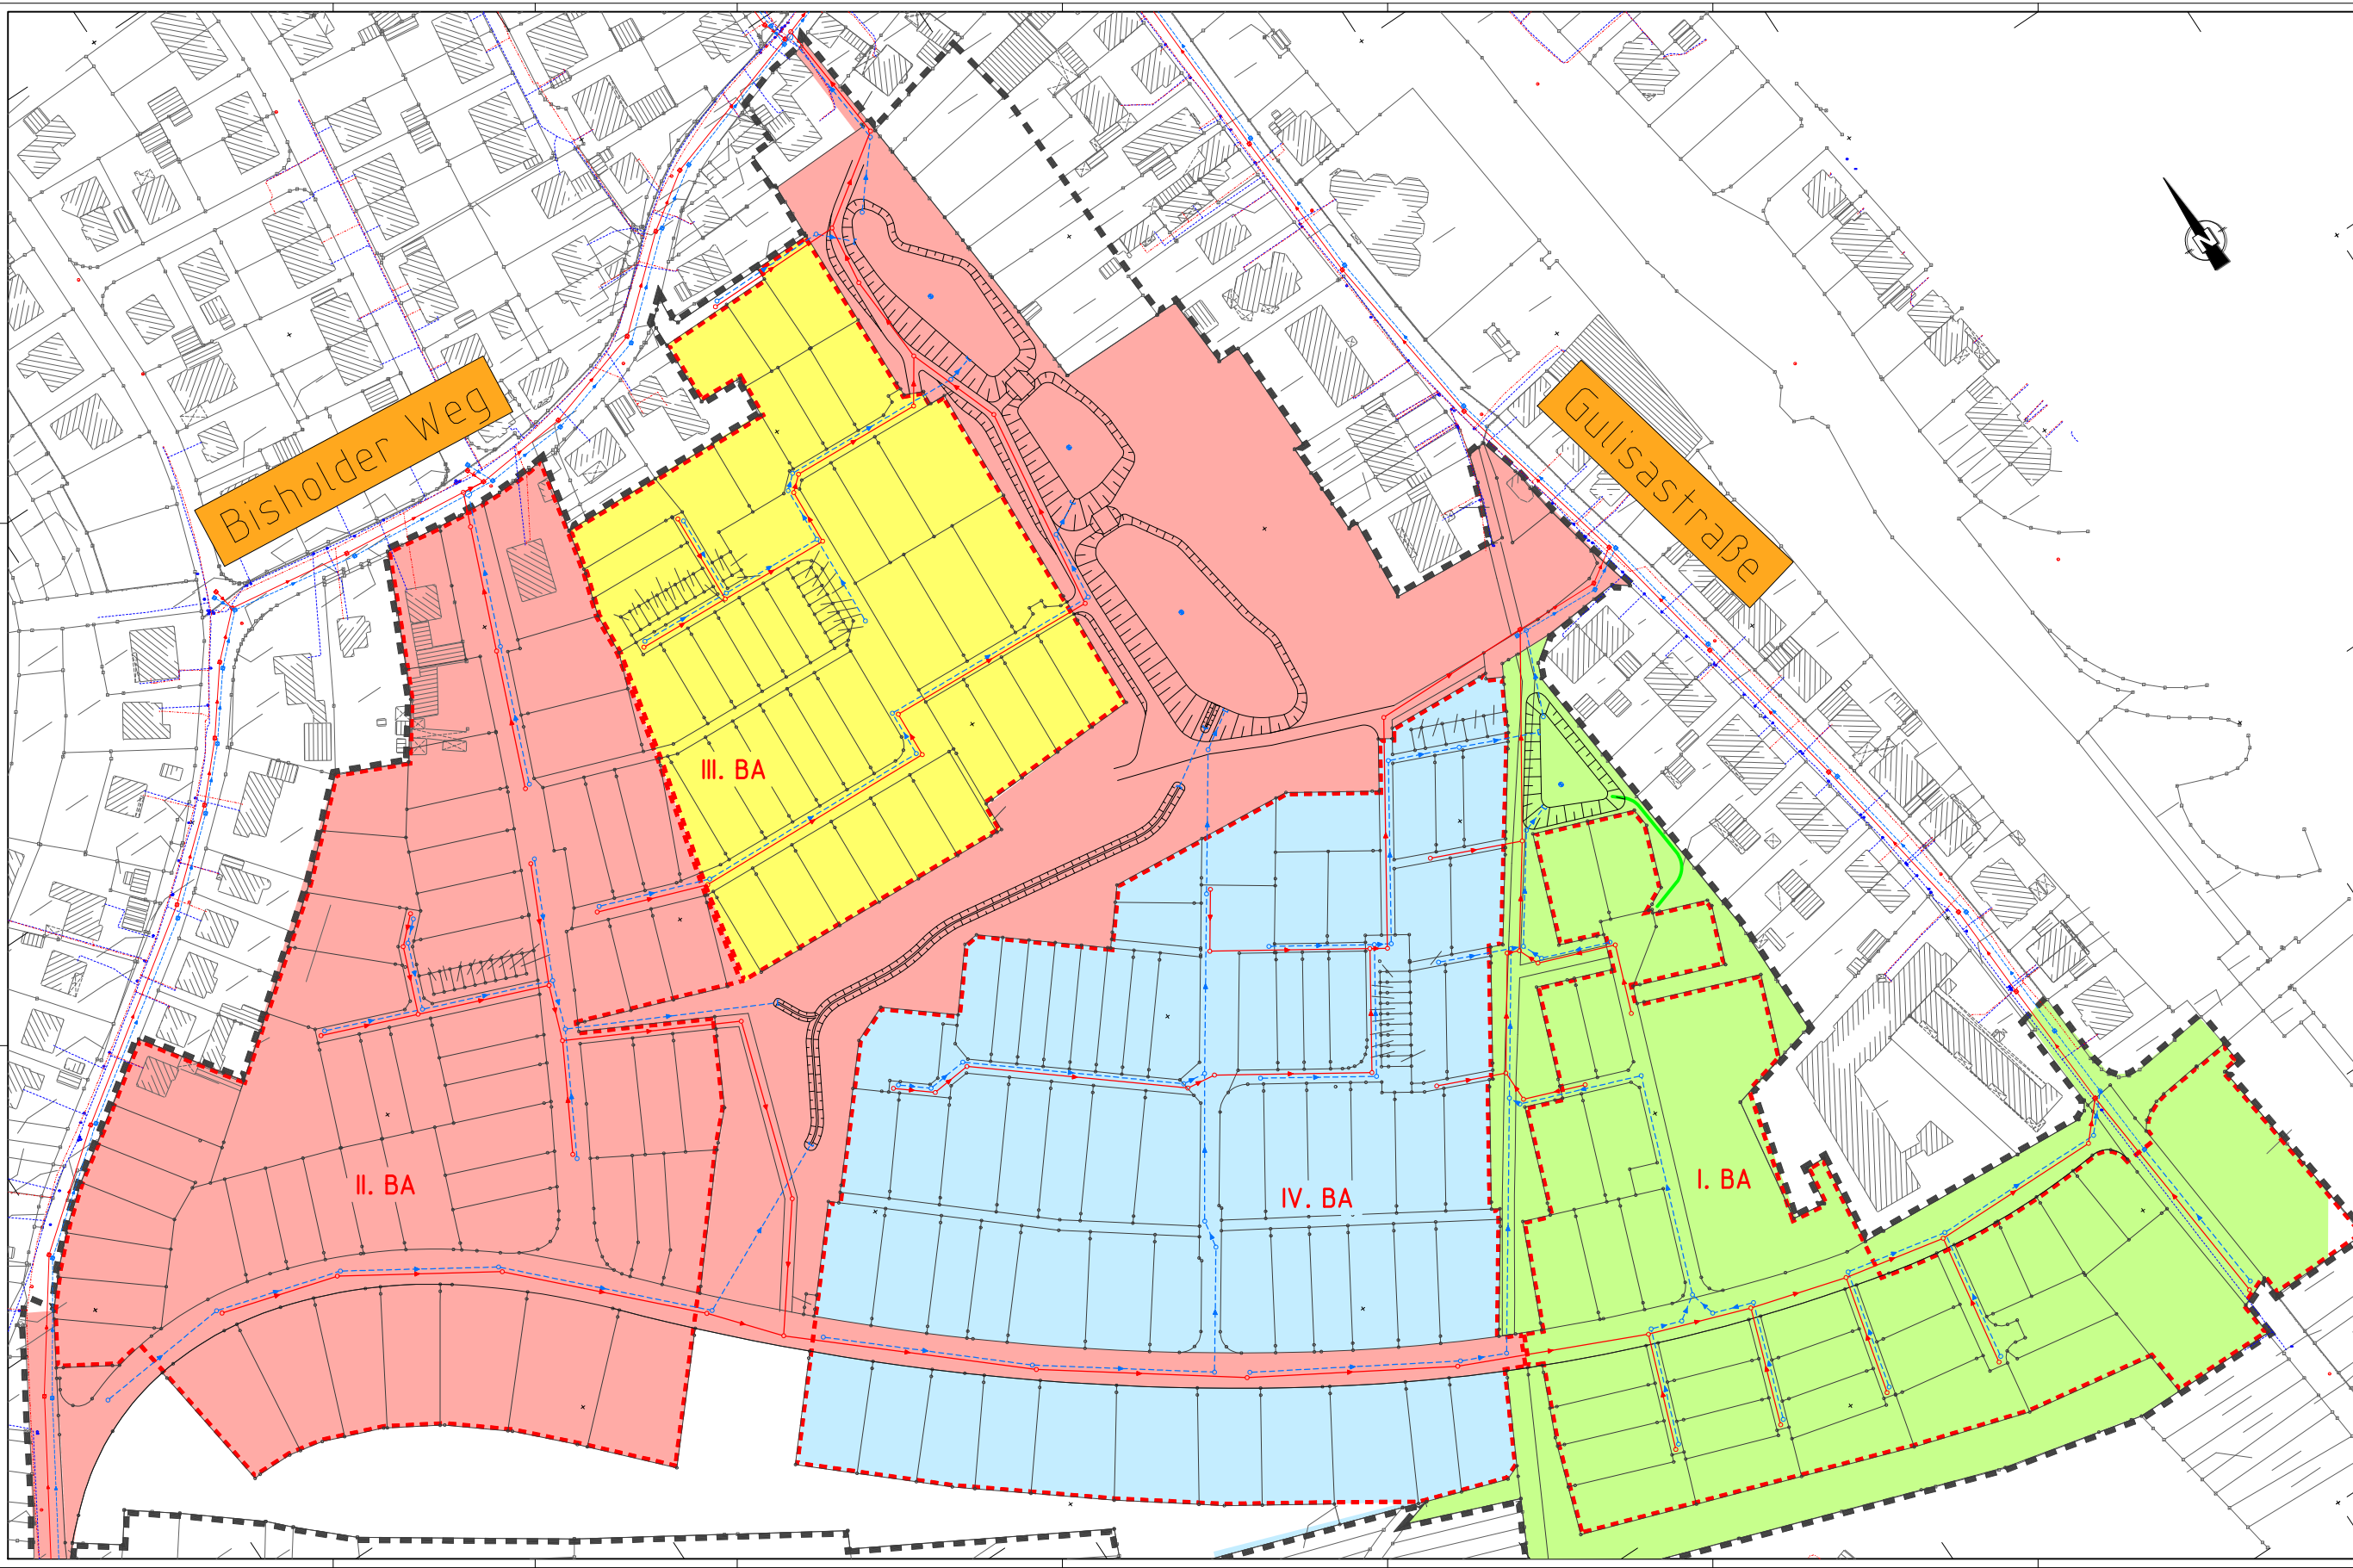 N
Bisholder Weg
Gulisastraße
III. BA
II. BA
IV. BA
I. BA